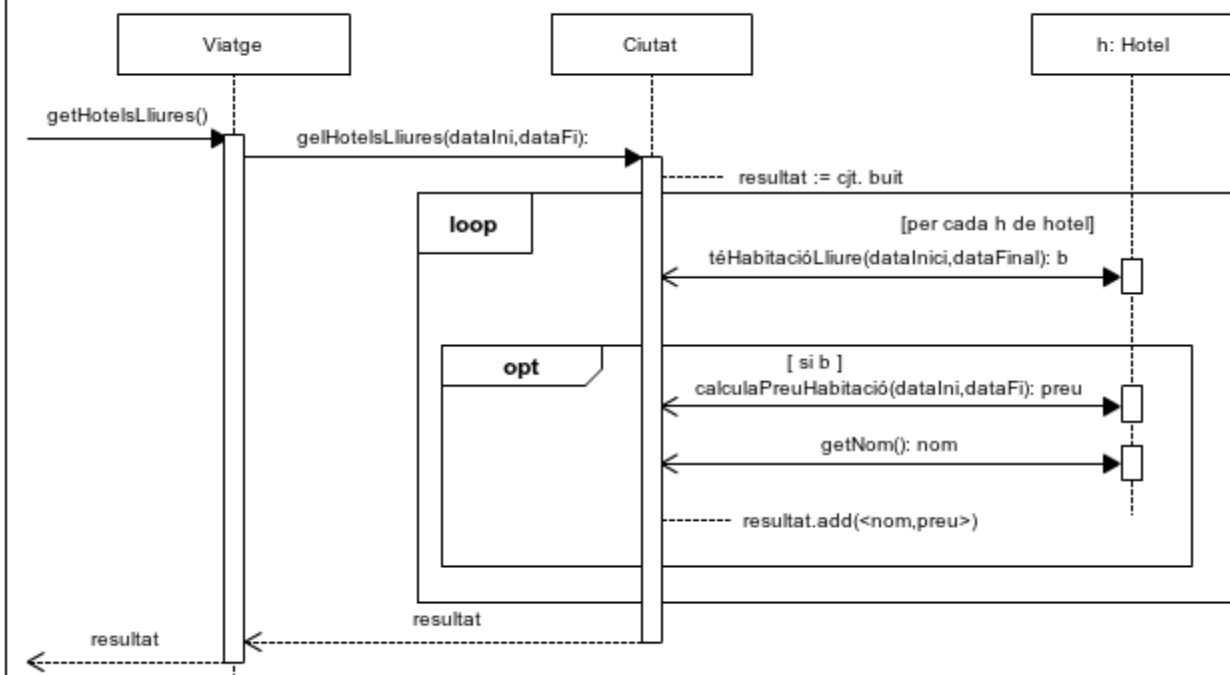 Viatge
Ciutat
h: Hotel
getHotelsLliures()
gelHotelsLliures(dataIni,dataFi):
resultat := cjt. buit
loop
[per cada h de hotel]
téHabitacióLliure(dataInici,dataFinal): b
opt
[ si b ]
calculaPreuHabitació(dataIni,dataFi): preu
getNom(): nom
resultat.add(<nom,preu>)
resultat
resultat